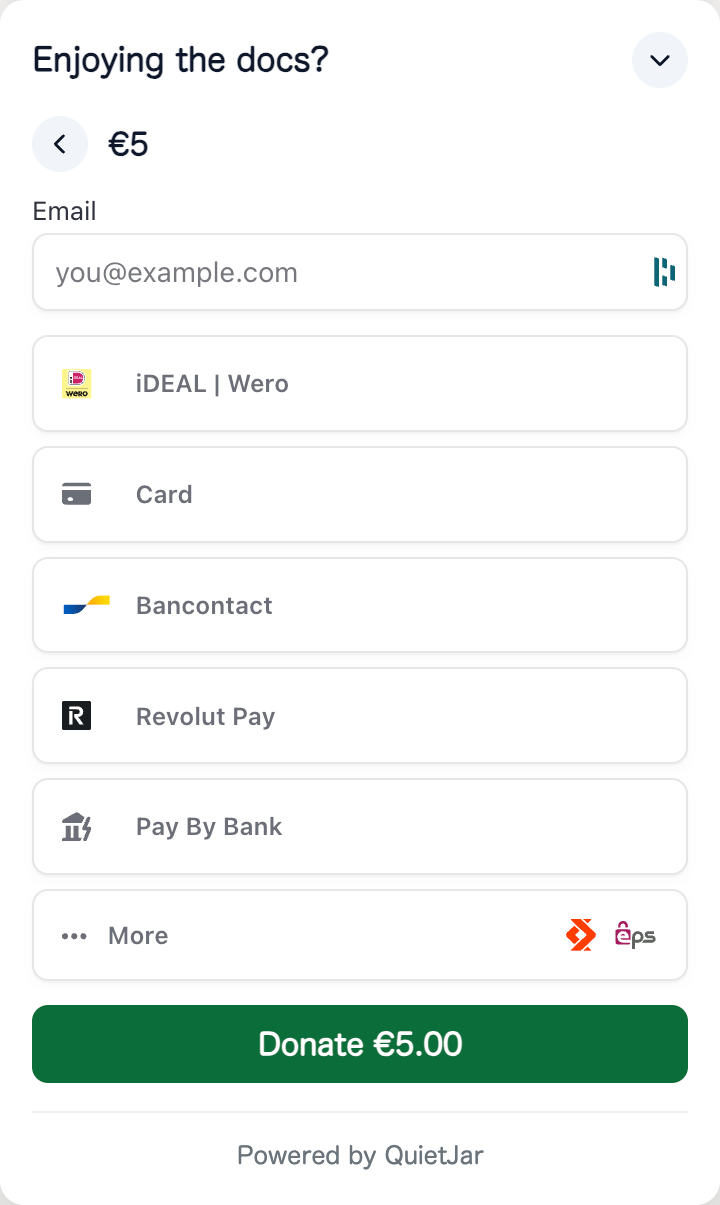 Enjoying the docs?
€5
Email
you@example.com
iDEAL | Wero
Card
Bancontact
Revolut Pay
Pay By Bank
More
eps
Donate €5.00
Powered by QuietJar